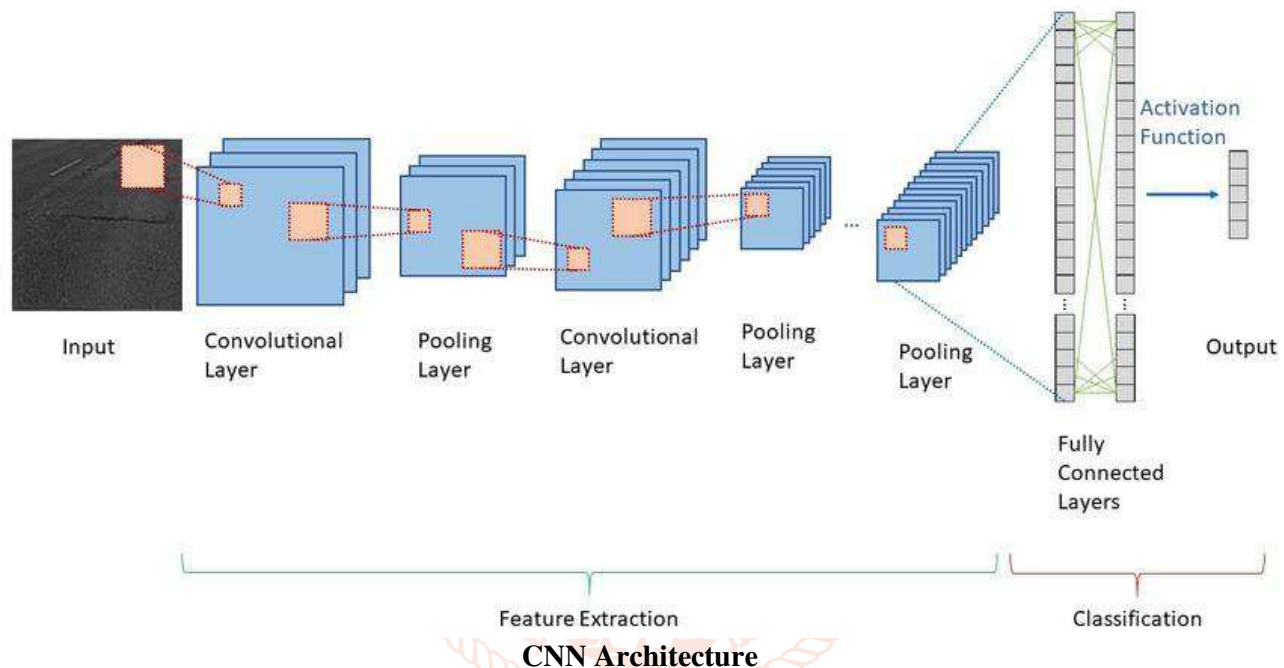 Activation
Function
Input
Convolutional
Layer
Pooling
Layer
Convolutional
Layer
Pooling
Layer
...
Pooling
Layer
Output
Fully
Connected
Layers
Feature Extraction
Classification
CNN Architecture